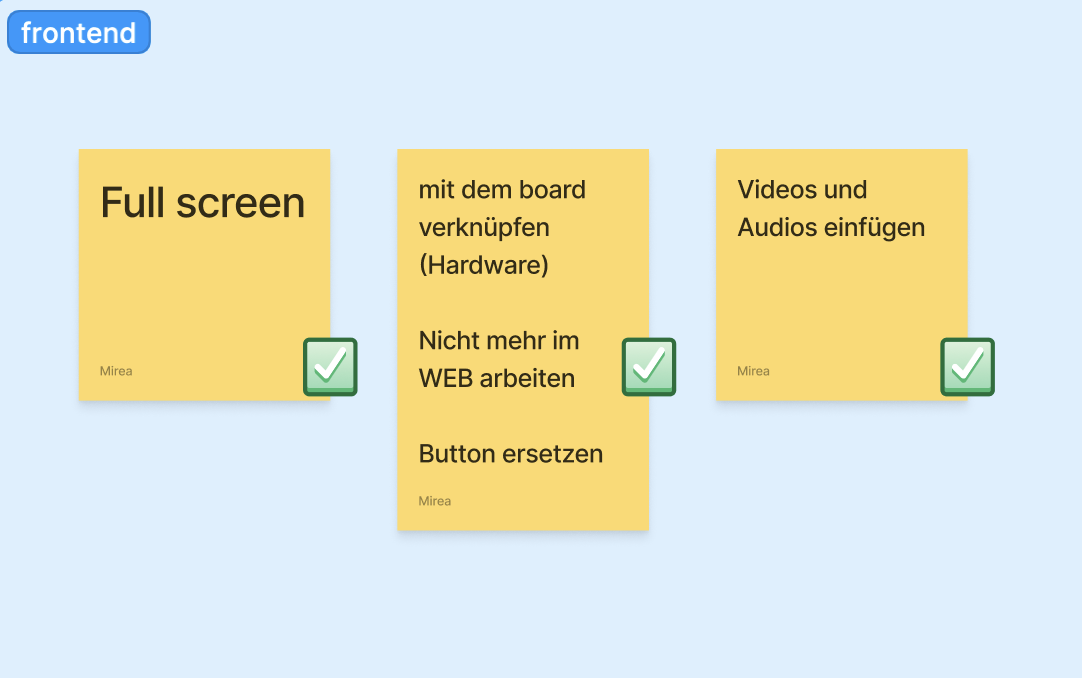 frontend
Full screen
Mirea
mit dem board
verknüpfen
(Hardware)
Nicht mehr im
WEB arbeiten
Button ersetzen
Mirea
Videos und
Audios einfügen
Mirea